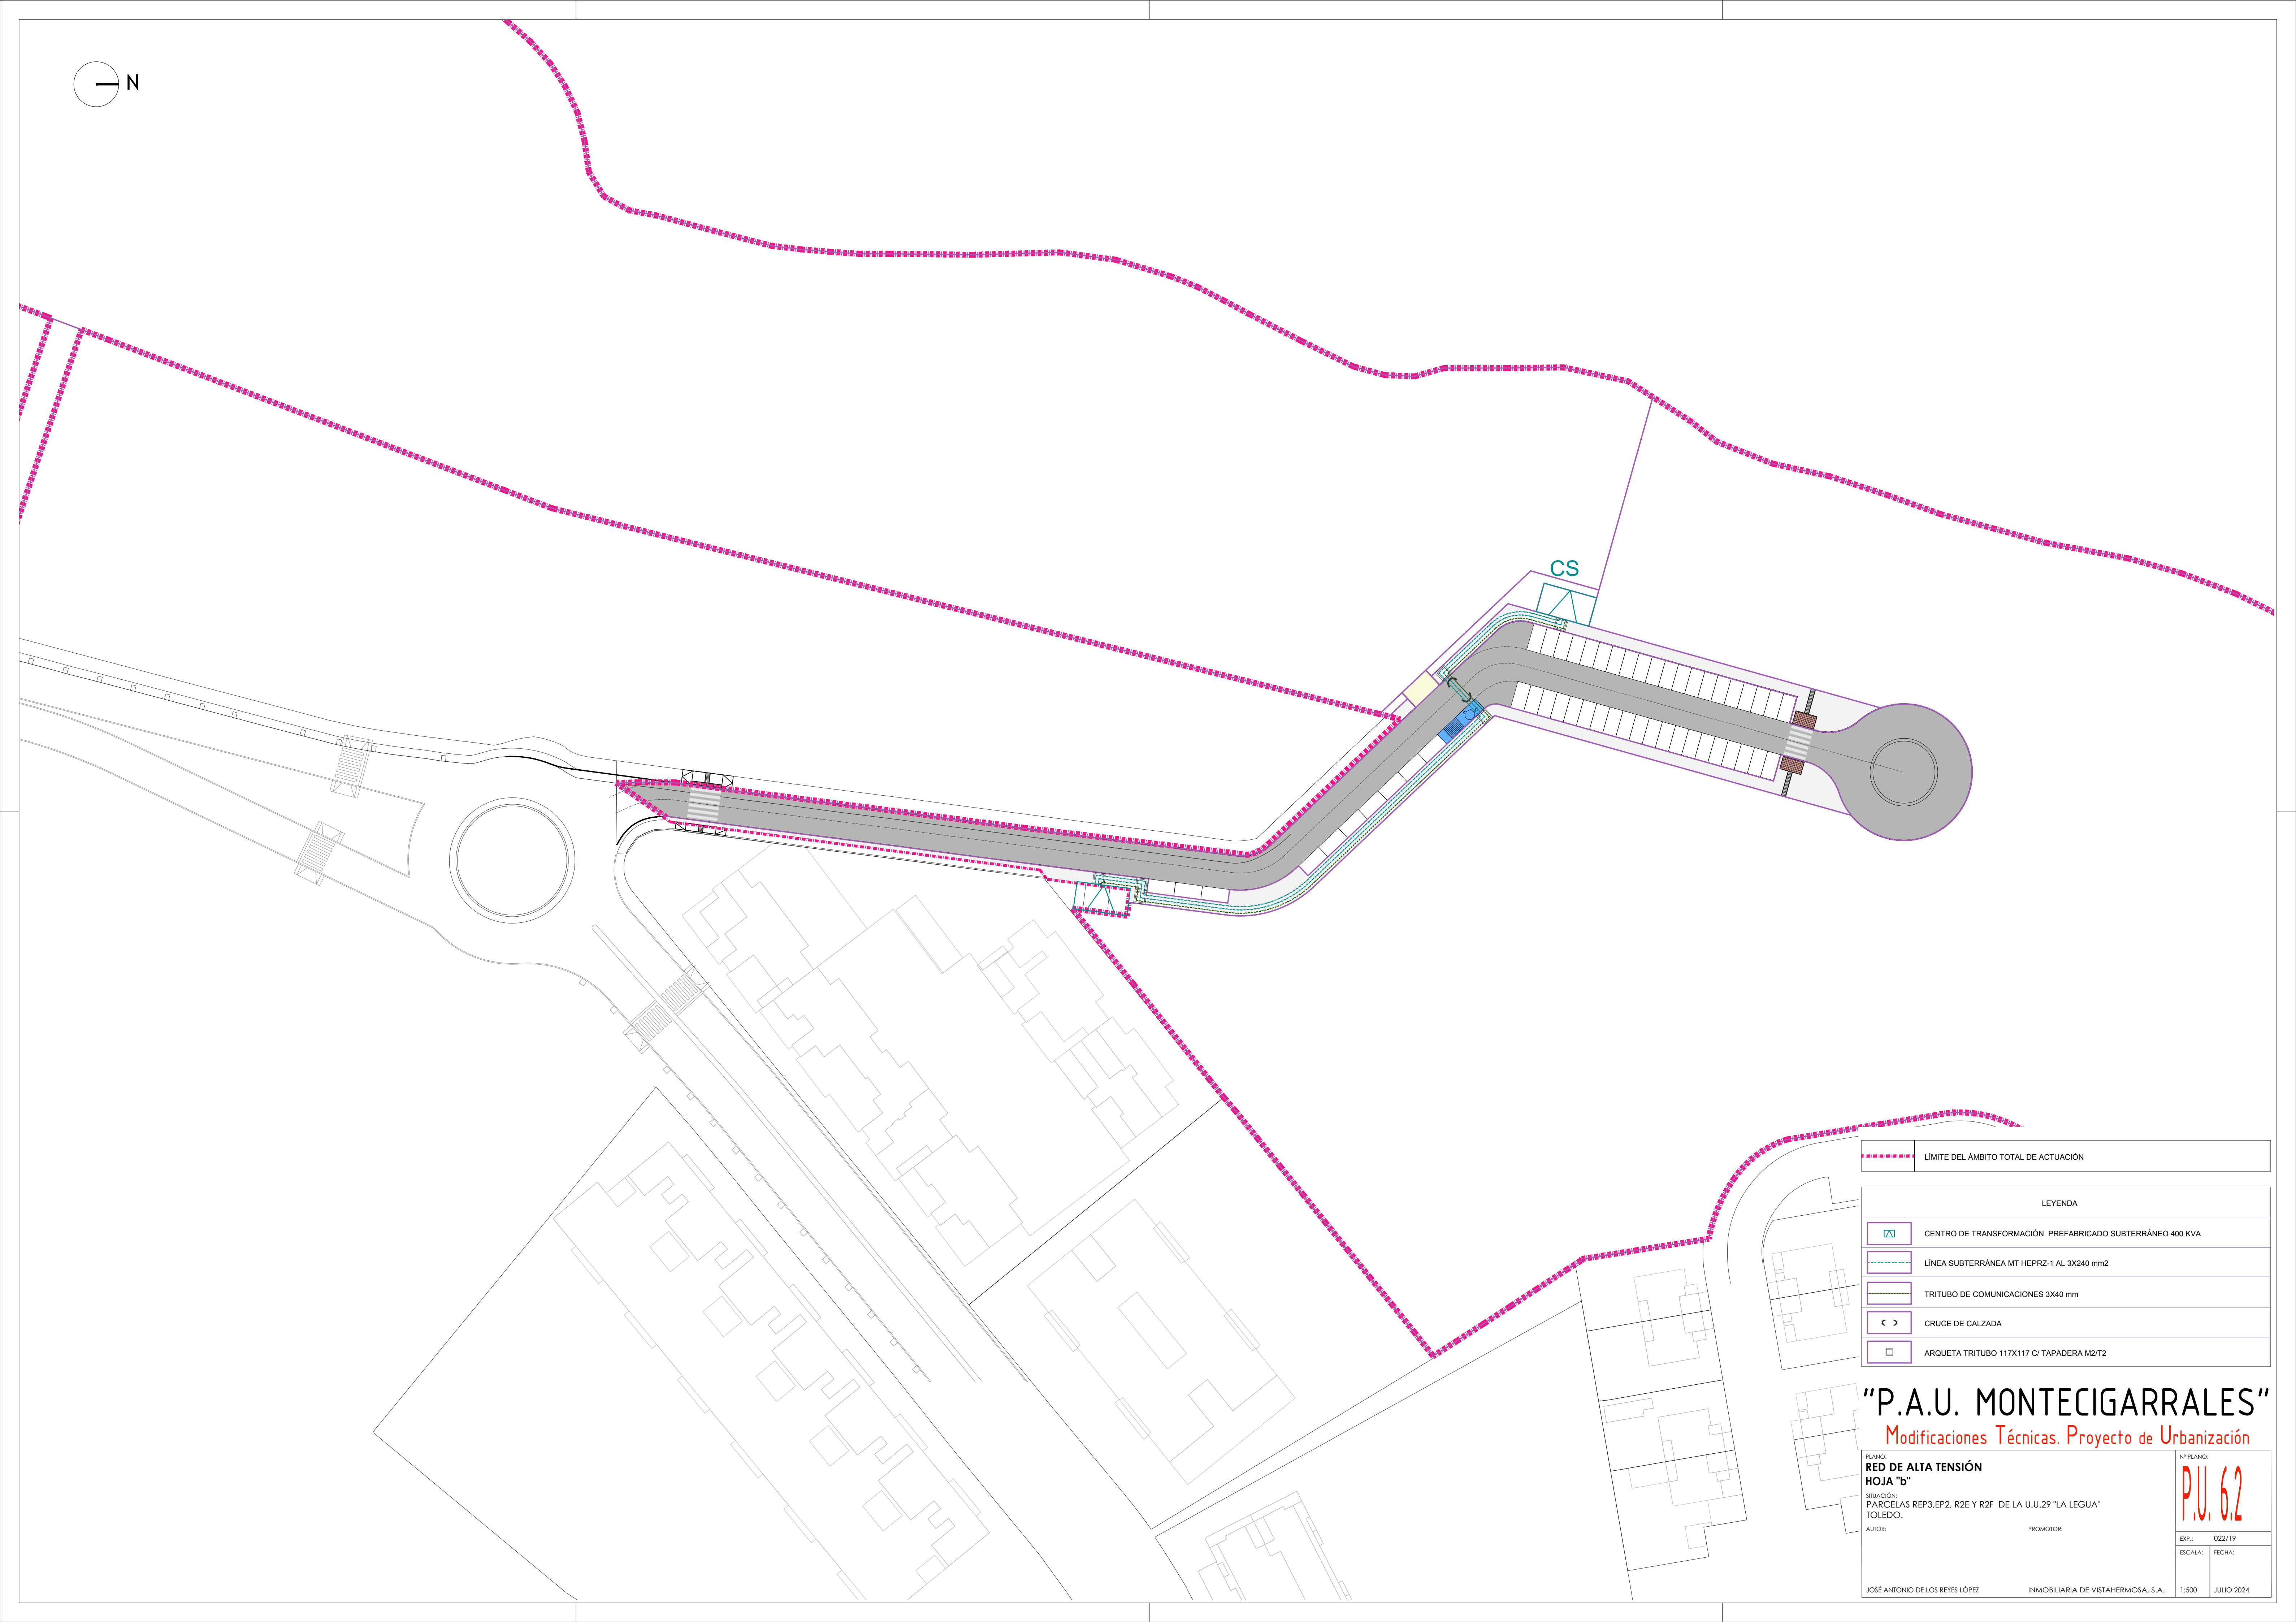 N
CS
LÍMITE DEL ÁMBITO TOTAL DE ACTUACIÓN
LEYENDA
CENTRO DE TRANSFORMACIÓN PREFABRICADO SUBTERRÁNEO 400 KVA
LÍNEA SUBTERRÁNEA MT HEPRZ-1 AL 3X240 mm2
TRITUBO DE COMUNICACIONES 3X40 mm
CRUCE DE CALZADA
ARQUETA TRITUBO 117X117 C/ TAPADERA M2/T2
"P.A.U. MONTECIGARRALES"
Modificaciones Técnicas. Proyecto de Urbanización
PLANO:
RED DE ALTA TENSIÓN
HOJA "b"
SITUACIÓN:
PARCELAS REP3,EP2, R2E Y R2F DE LA U.U.29 "LA LEGUA"
TOLEDO.
AUTOR:
PROMOTOR:
JOSÉ ANTONIO DE LOS REYES LÓPEZ
INMOBILIARIA DE VISTAHERMOSA, S.A.
Nº PLANO:
P.U. 6.2
EXP.: 022/19
ESCALA: FECHA:
1:500 JULIO 2024